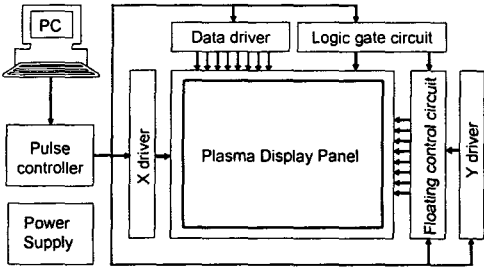 PC
Data driver
Logic gate circuit
Pulse
controller
X driver
Plasma Display Panel
Floating control circuit
Y driver
Power
Supply